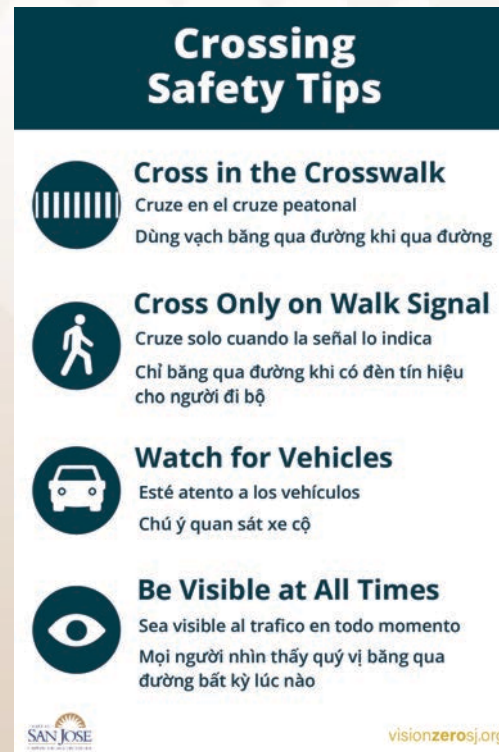 Crossing
Safety Tips
Cross in the Crosswalk
Cruze en el cruze peatonal
Dùng vạch băng qua đường khi qua đường
Cross Only on Walk Signal
Cruze solo cuando la señal lo indica
Chỉ băng qua đường khi có đèn tín hiệu
cho người đi bộ
Watch for Vehicles
Esté atento a los vehículos
Chú ý quan sát xe cộ
Be Visible at All Times
Sea visible al trafico en todo momento
Mọi người nhìn thấy quý vị băng qua
đường bất kỳ lúc nào
SAN JOSE
visionzerosj.org